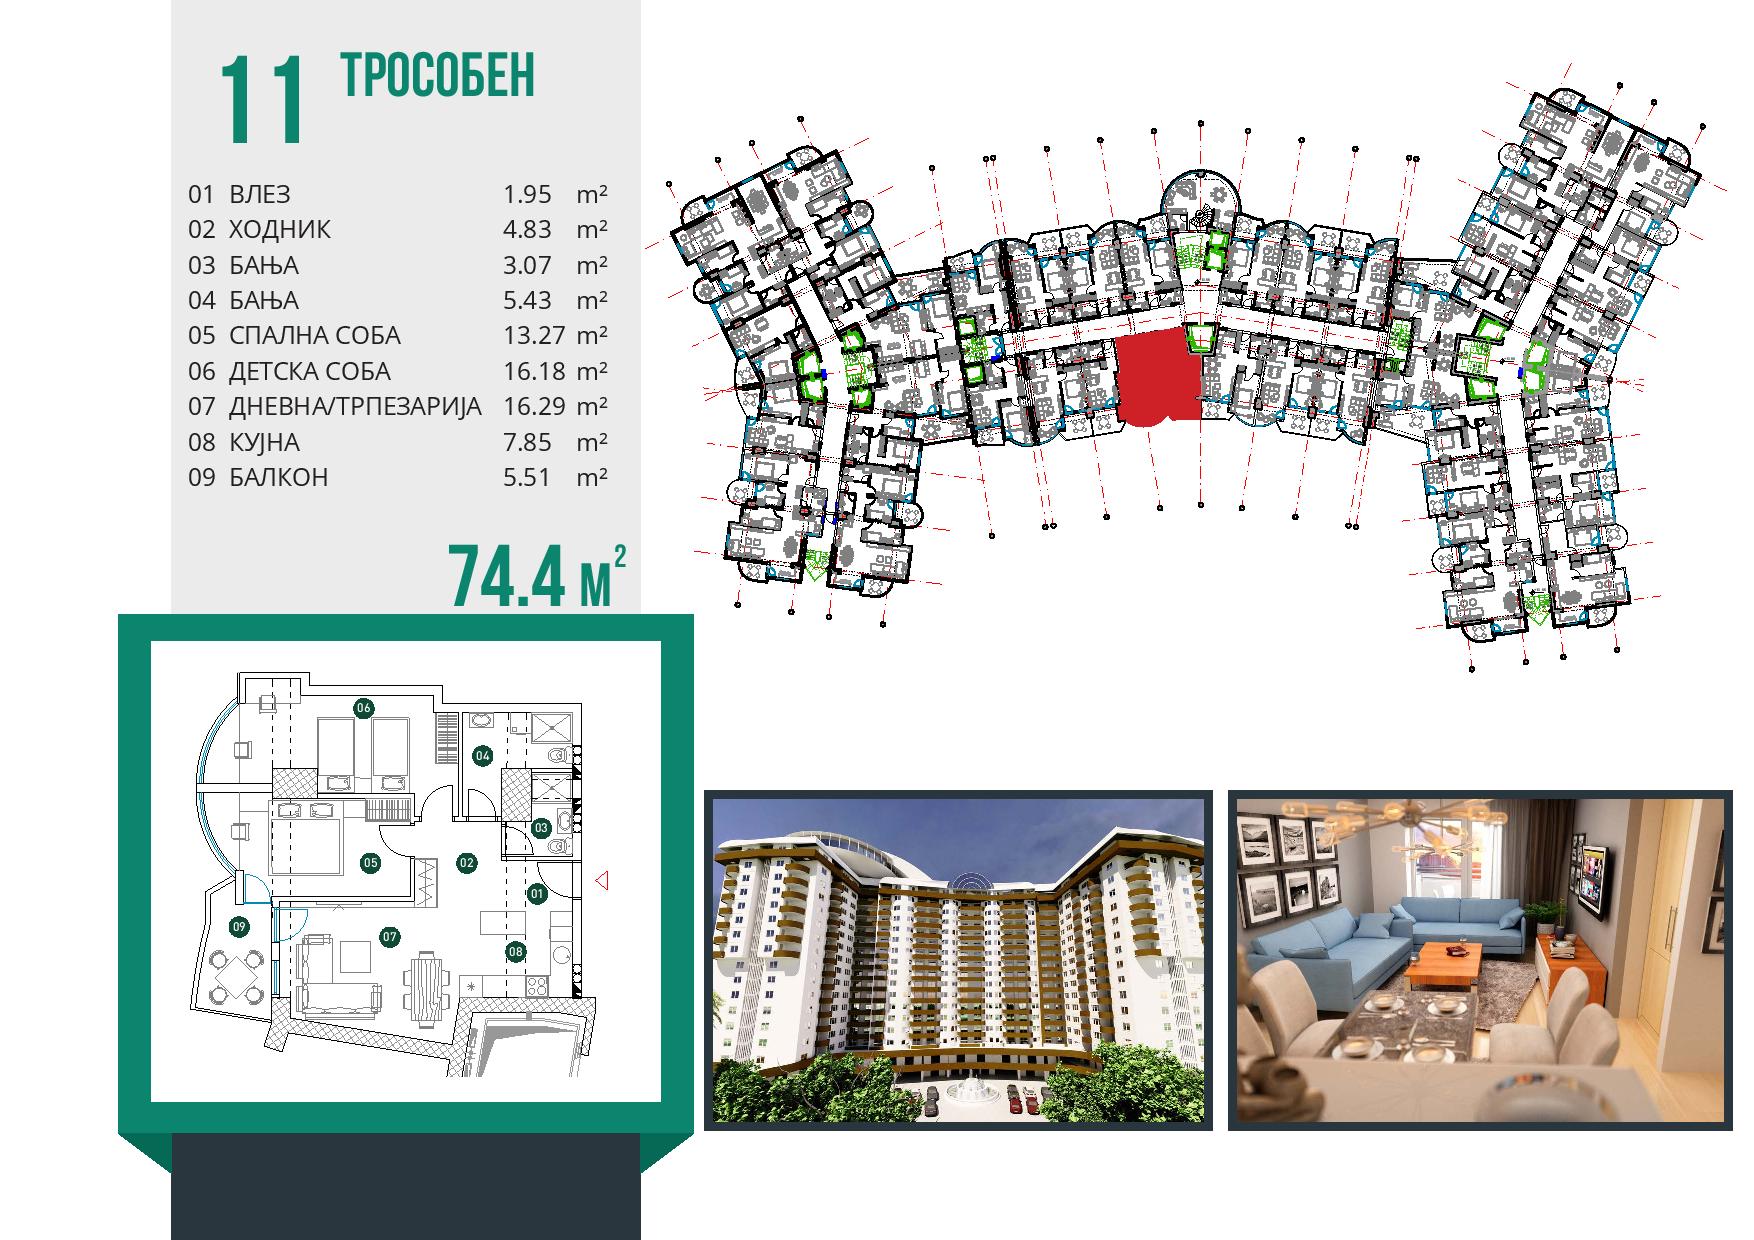 11 ТРОСОБЕН
01 ВЛЕЗ 1.95 m²
02 ХОДНИК 4.83 m²
03 БАЊА 3.07 m²
04 БАЊА 5.43 m²
05 СПАЛНА СОБА 13.27 m²
06 ДЕТСКА СОБА 16.18 m²
07 ДНЕВНА/ТРПЕЗАРИЈА 16.29 m²
08 КУЈНА 7.85 m²
09 БАЛКОН 5.51 m²
74.4 м²
06
04
03
05
02
01
09
07
08